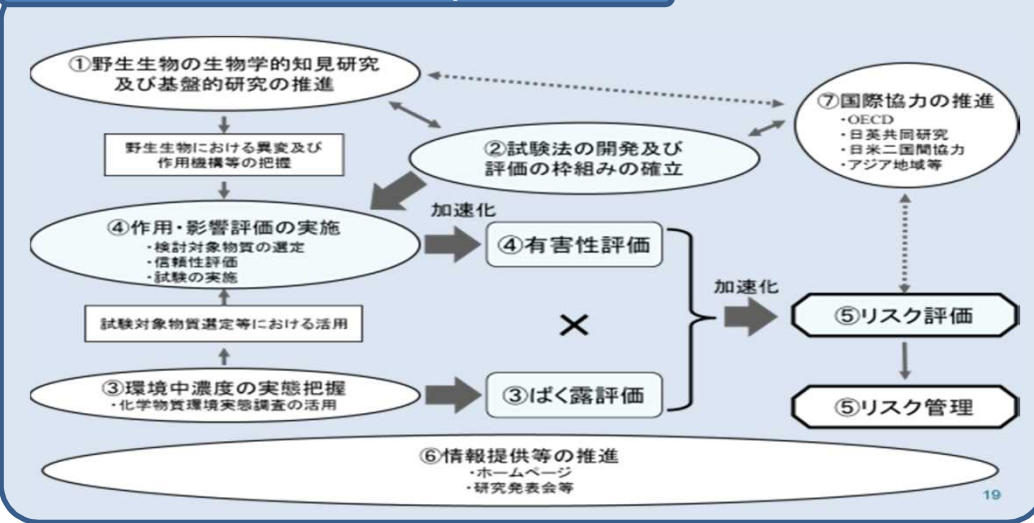 ①野生生物の生物学的知見研究
及び基盤的研究の推進
野生生物における異変及び
作用機構等の把握
②試験法の開発及び
評価の枠組みの確立
⑦国際協力の推進
・OECD
・日英共同研究
・日米二国間協力
・アジア地域等
④作用・影響評価の実施
・検討対象物質の選定
・信頼性評価
・試験の実施
加速化
④有害性評価
試験対象物質選定等における活用
×
加速化
⑤リスク評価
③環境中濃度の実態把握
・化学物質環境実態調査の活用
③ばく露評価
⑤リスク管理
⑥情報提供等の推進
・ホームページ
・研究発表会等
19